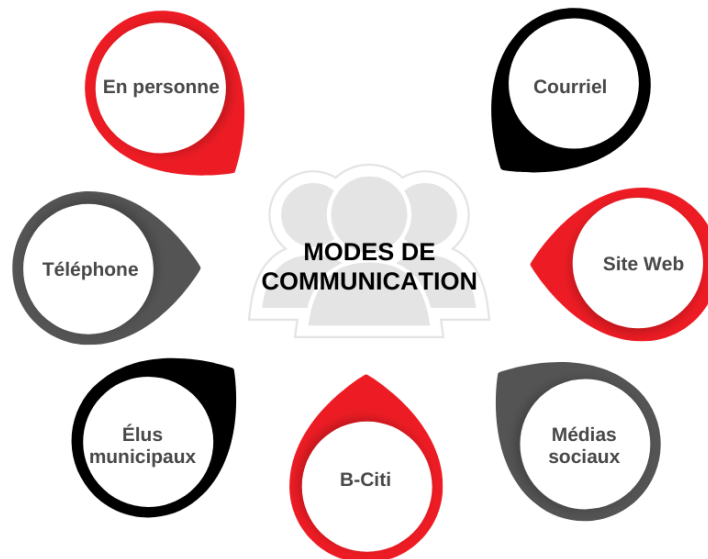 En personne
Courriel
Téléphone
MODES DE
COMMUNICATION
Site Web
Élus
municipaux
B-Citi
Médias
sociaux